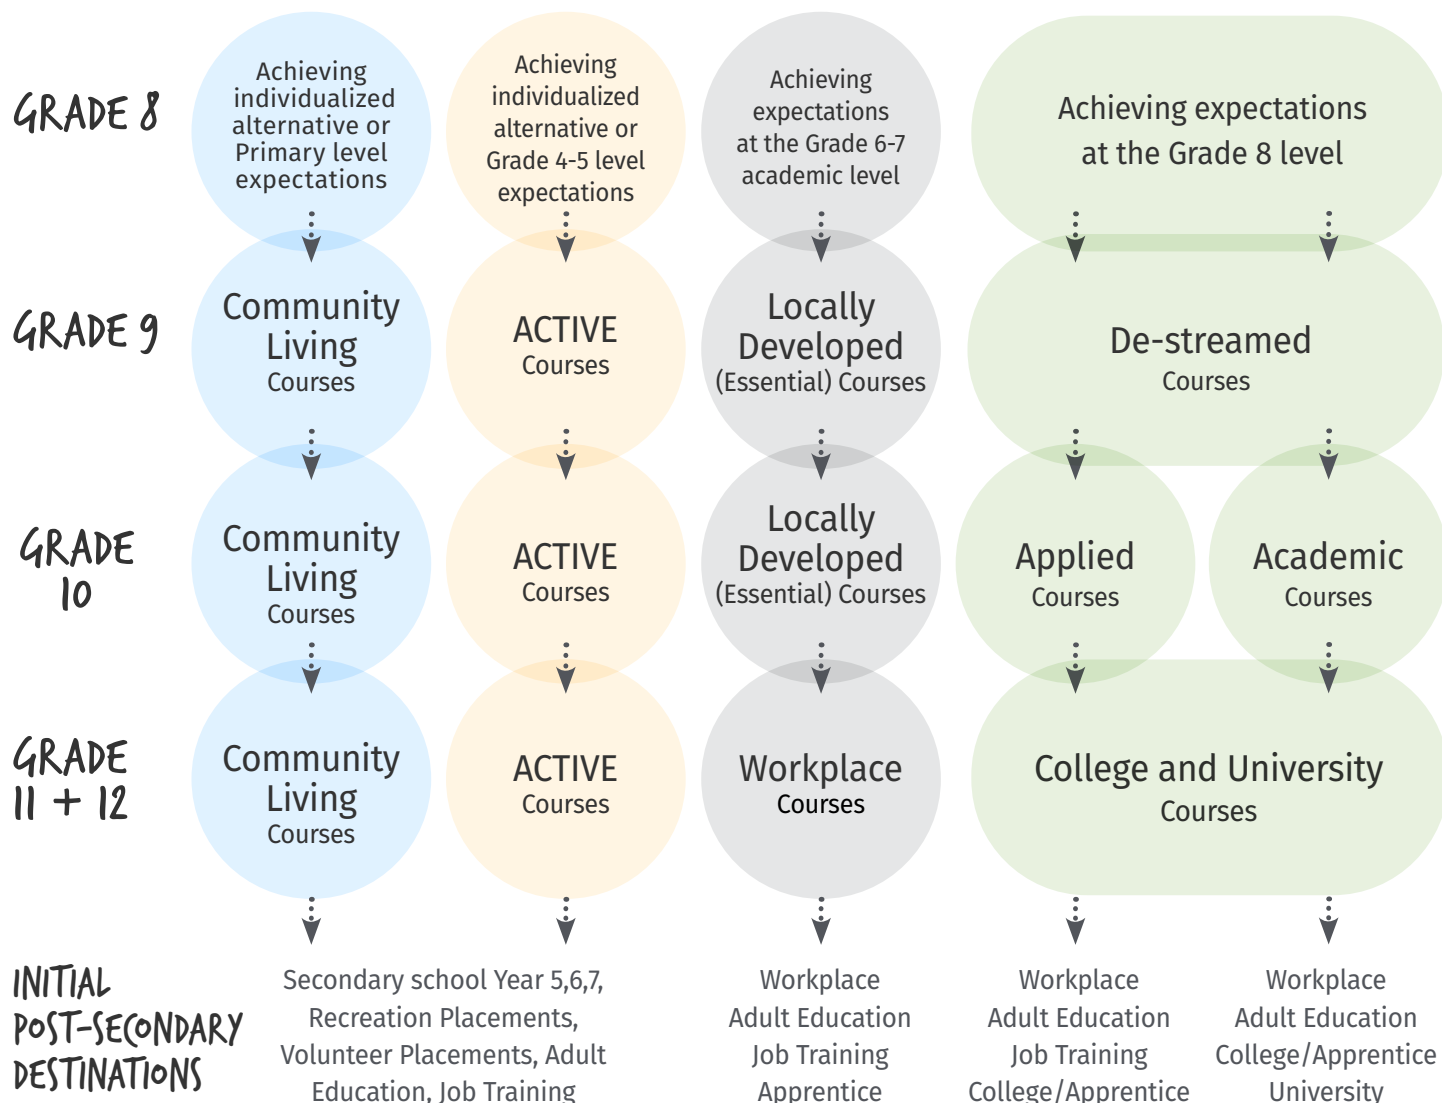 GRADE 8
Achieving
individualized
alternative or
Primary level
expectations
Achieving
individualized
alternative or
Grade 4-5 level
expectations
Achieving
expectations
at the Grade 6-7
academic level
Achieving expectations
at the Grade 8 level
GRADE 9
Community
Living
Courses
ACTIVE
Courses
Locally
Developed
(Essential) Courses
De-streamed
Courses
GRADE
10
Community
Living
Courses
ACTIVE
Courses
Locally
Developed
(Essential) Courses
Applied
Courses
Academic
Courses
GRADE
11 + 12
Community
Living
Courses
ACTIVE
Courses
Workplace
Courses
College and University
Courses
INITIAL
POST-SECONDARY
DESTINATIONS
Secondary school Year 5,6,7,
Recreation Placements,
Volunteer Placements, Adult
Education, Job Training
Workplace
Adult Education
Job Training
Apprentice
Workplace
Adult Education
Job Training
College/Apprentice
Workplace
Adult Education
College/Apprentice
University